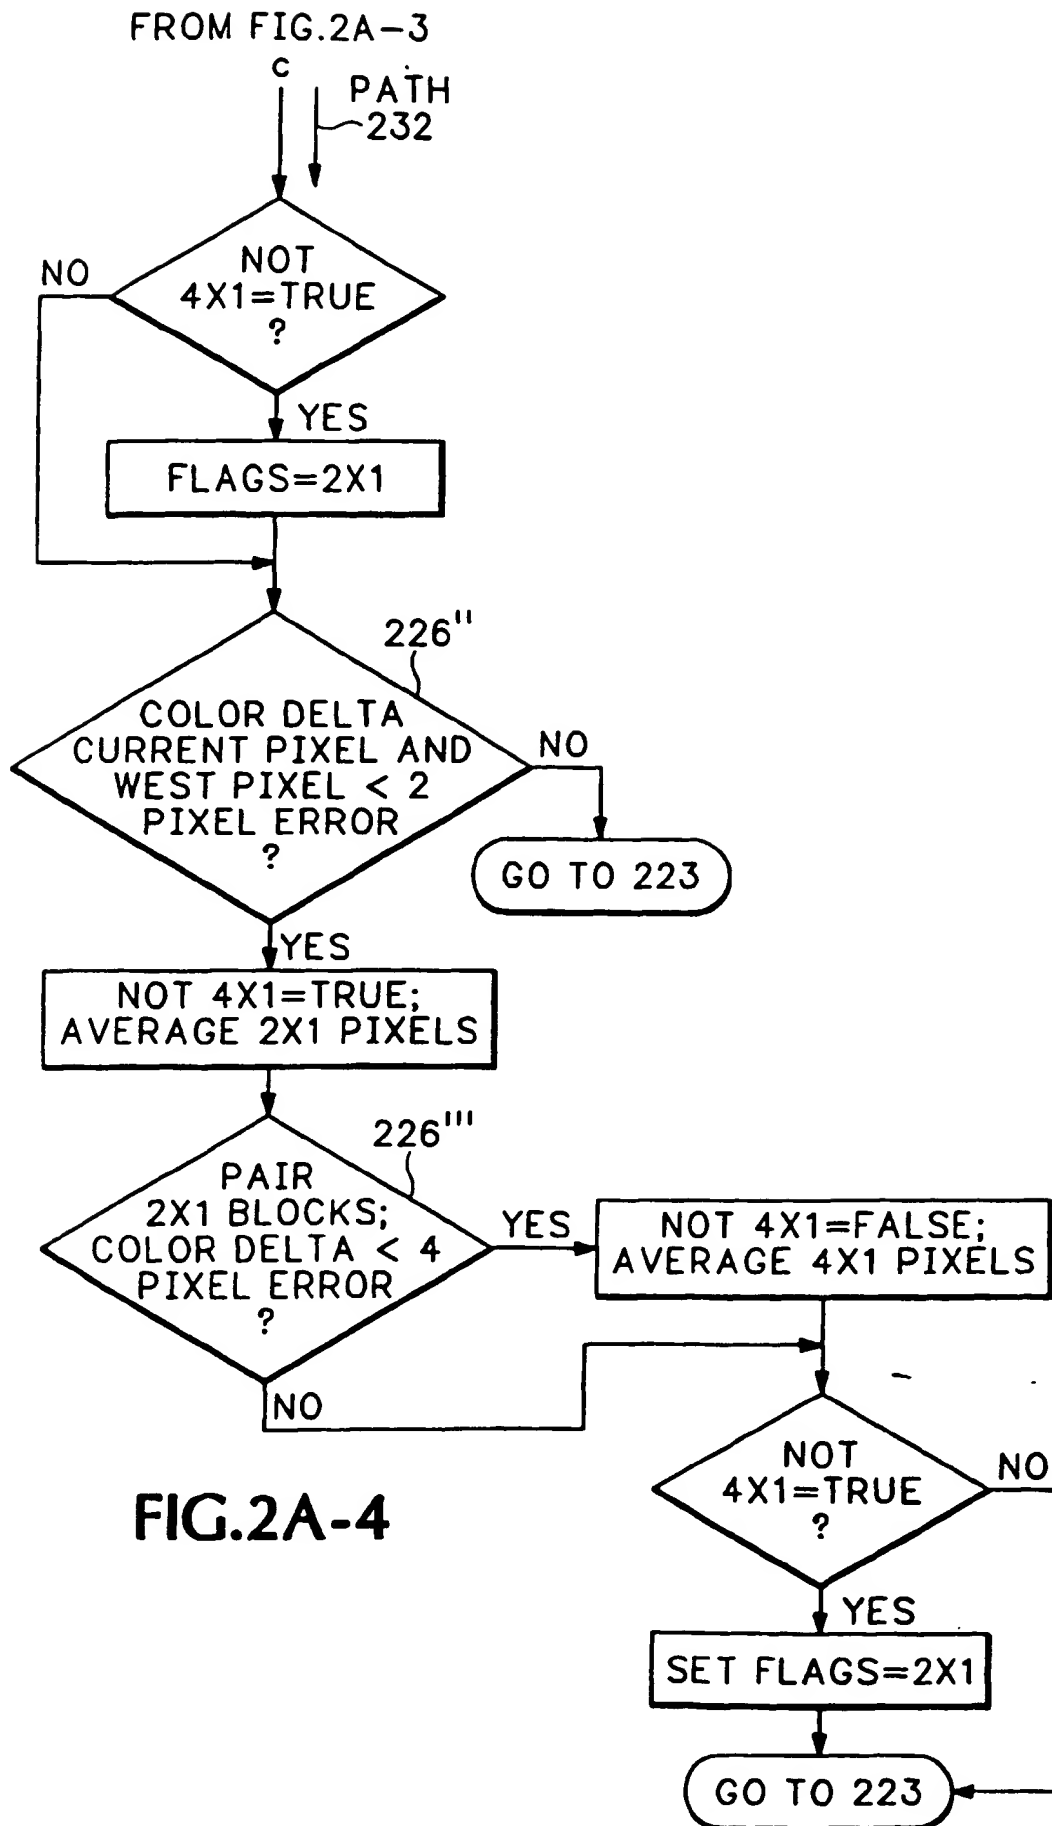 FROM FIG.2A-3
C
PATH
232
NOT
4X1=TRUE
?
NO
YES
FLAGS=2X1
226''
COLOR DELTA
CURRENT PIXEL AND
WEST PIXEL < 2
PIXEL ERROR
?
NO
GO TO 223
YES
NOT 4X1=TRUE;
AVERAGE 2X1 PIXELS
226'''
PAIR
2X1 BLOCKS;
COLOR DELTA < 4
PIXEL ERROR
?
YES
NOT 4X1=FALSE;
AVERAGE 4X1 PIXELS
NO
NOT
4X1=TRUE
?
NO
YES
SET FLAGS=2X1
GO TO 223
FIG.2A-4